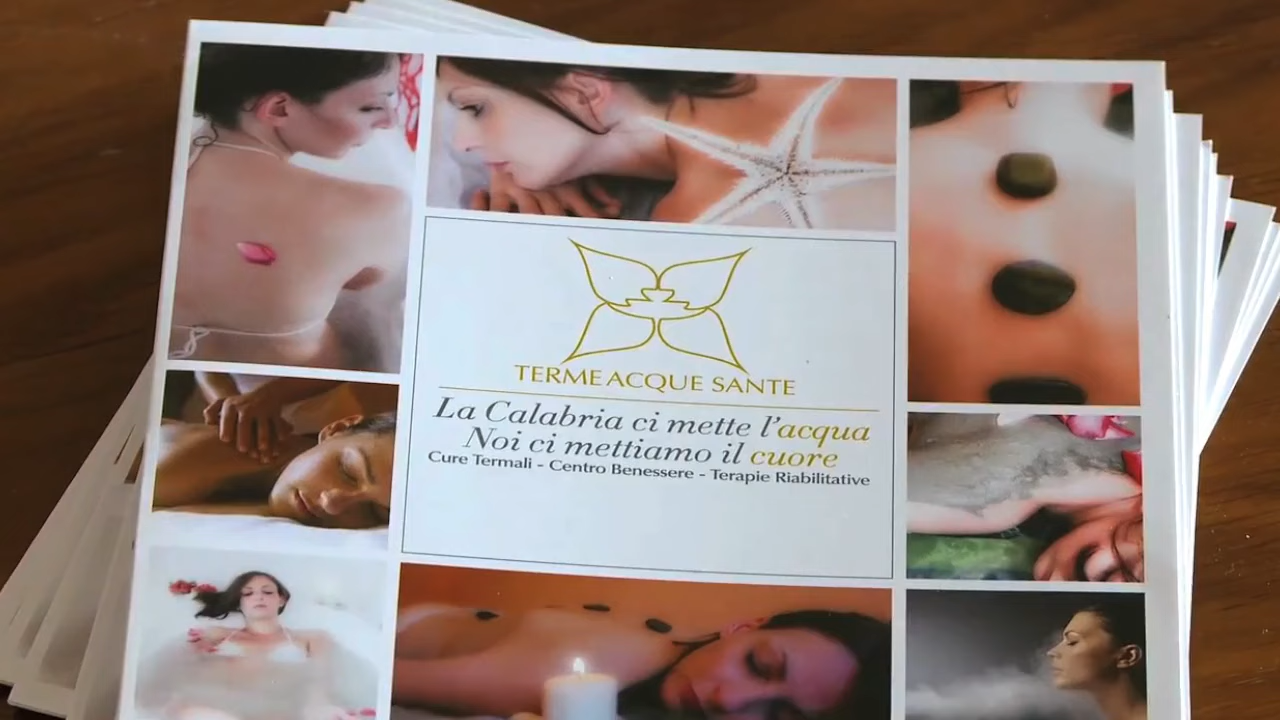 TERME ACQUE SANTE
La Calabria ci mette l'acqua
Noi ci mettiamo il cuore
Cure Termali - Centro Benessere - Terapie Riabilitative